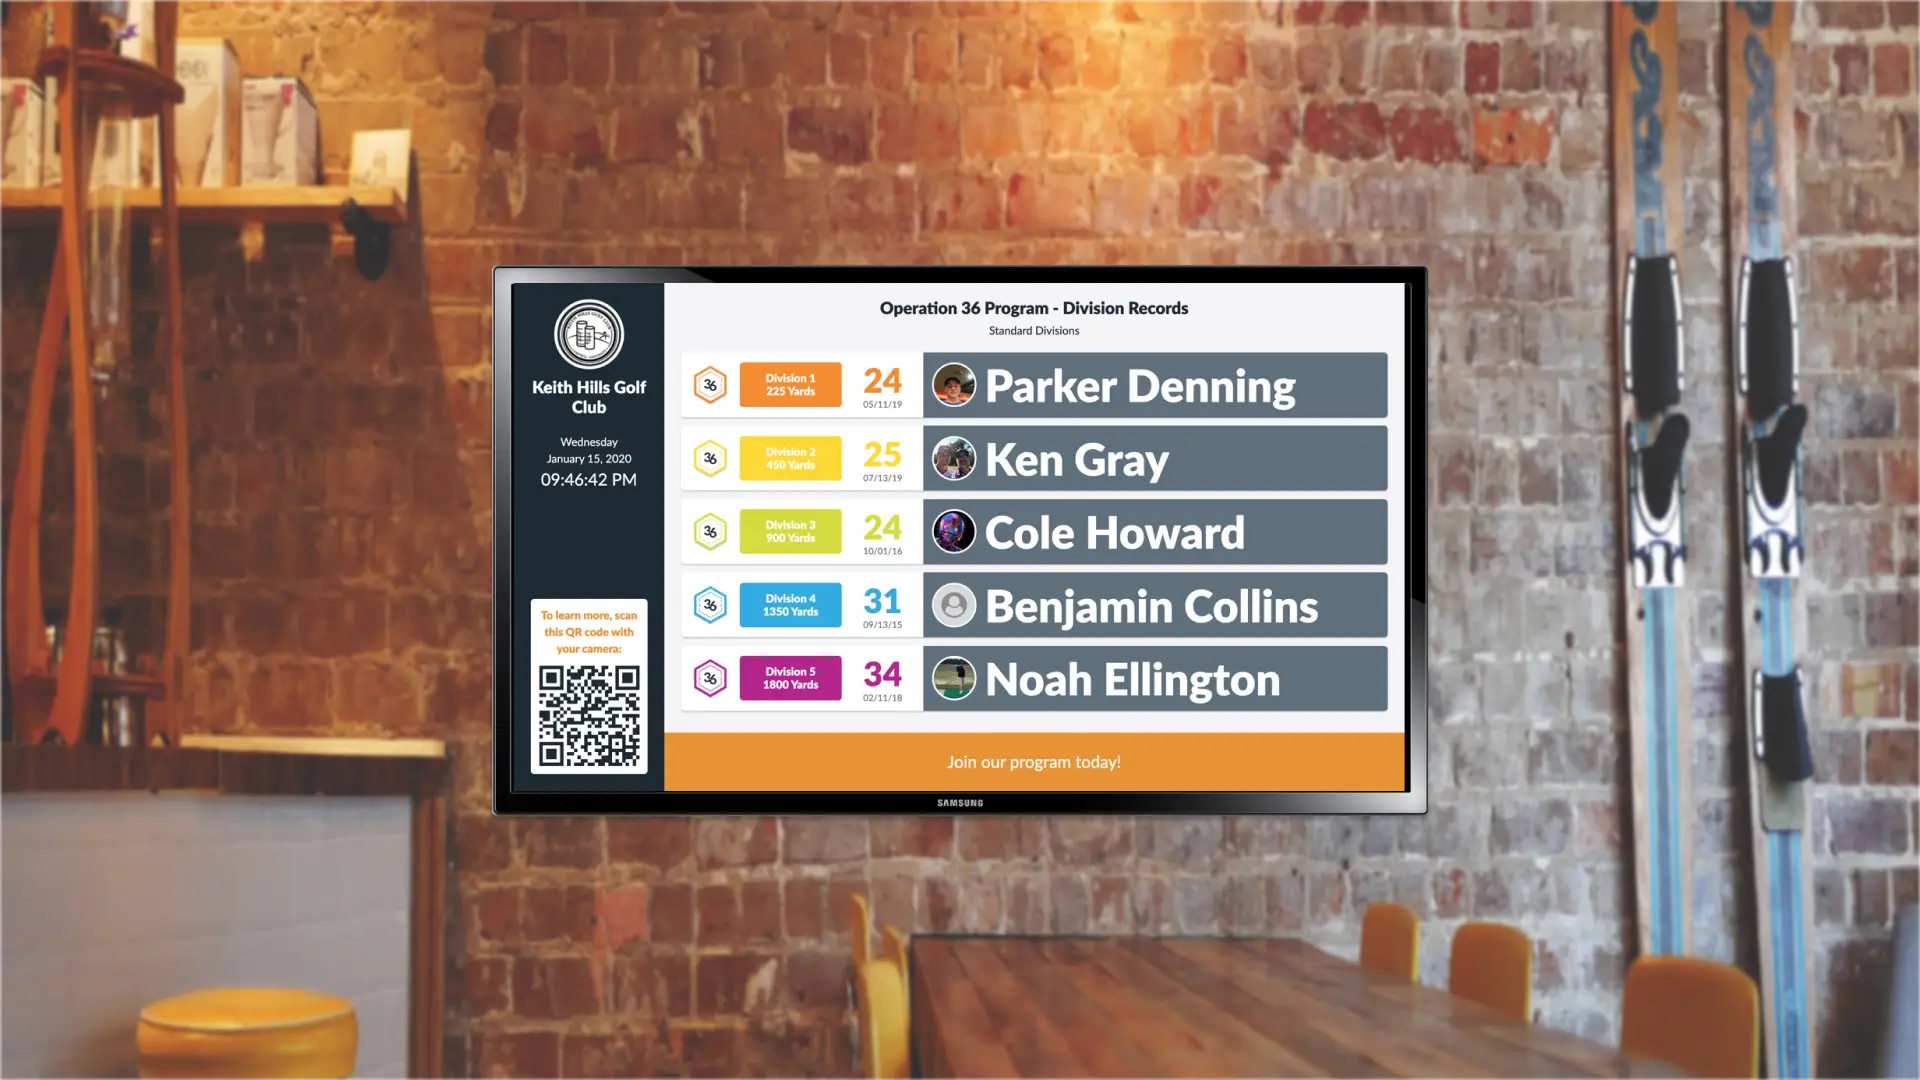 Keith Hills Golf
Club
Wednesday
January 15, 2020
09:46:42 PM
To learn more, scan
this QR code with
your camera:
Operation 36 Program - Division Records
Standard Divisions
36
Division 1
225 Yards
24
05/11/19
Parker Denning
36
Division 2
450 Yards
25
07/13/19
Ken Gray
36
Division 3
900 Yards
24
10/01/16
Cole Howard
36
Division 4
1350 Yards
31
09/13/15
Benjamin Collins
36
Division 5
1800 Yards
34
02/11/18
Noah Ellington
Join our program today!
SAMSUNG